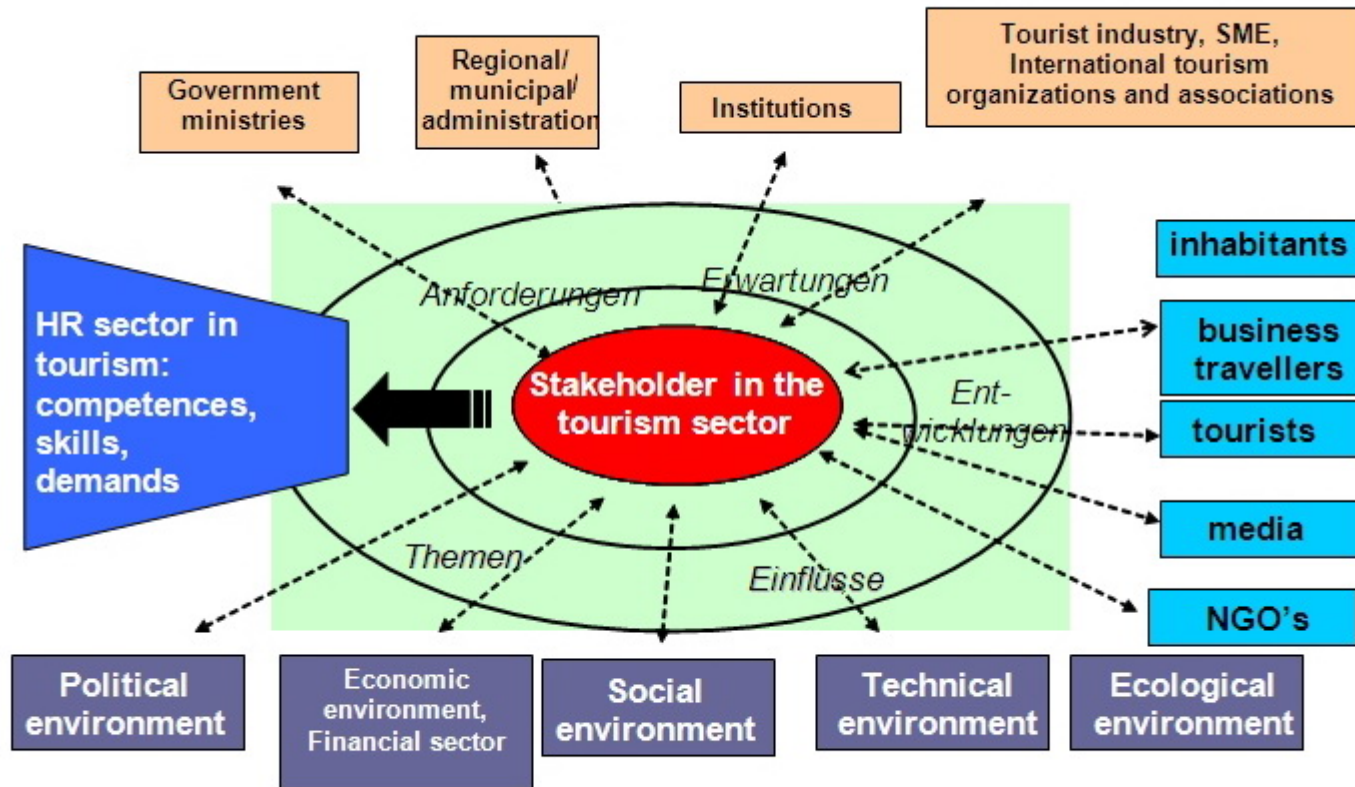 Government
ministries
Regional/
municipal/
administration
Institutions
Tourist industry, SME,
International tourism
organizations and associations
HR sector in
tourism:
competences,
skills,
demands
Anforderungen
Erwartungen
Stakeholder in the
tourism sector
Ent-
wicklungen
Themen
Einflüsse
inhabitants
business
travellers
tourists
media
NGO's
Political
environment
Economic
environment,
Financial sector
Social
environment
Technical
environment
Ecological
environment